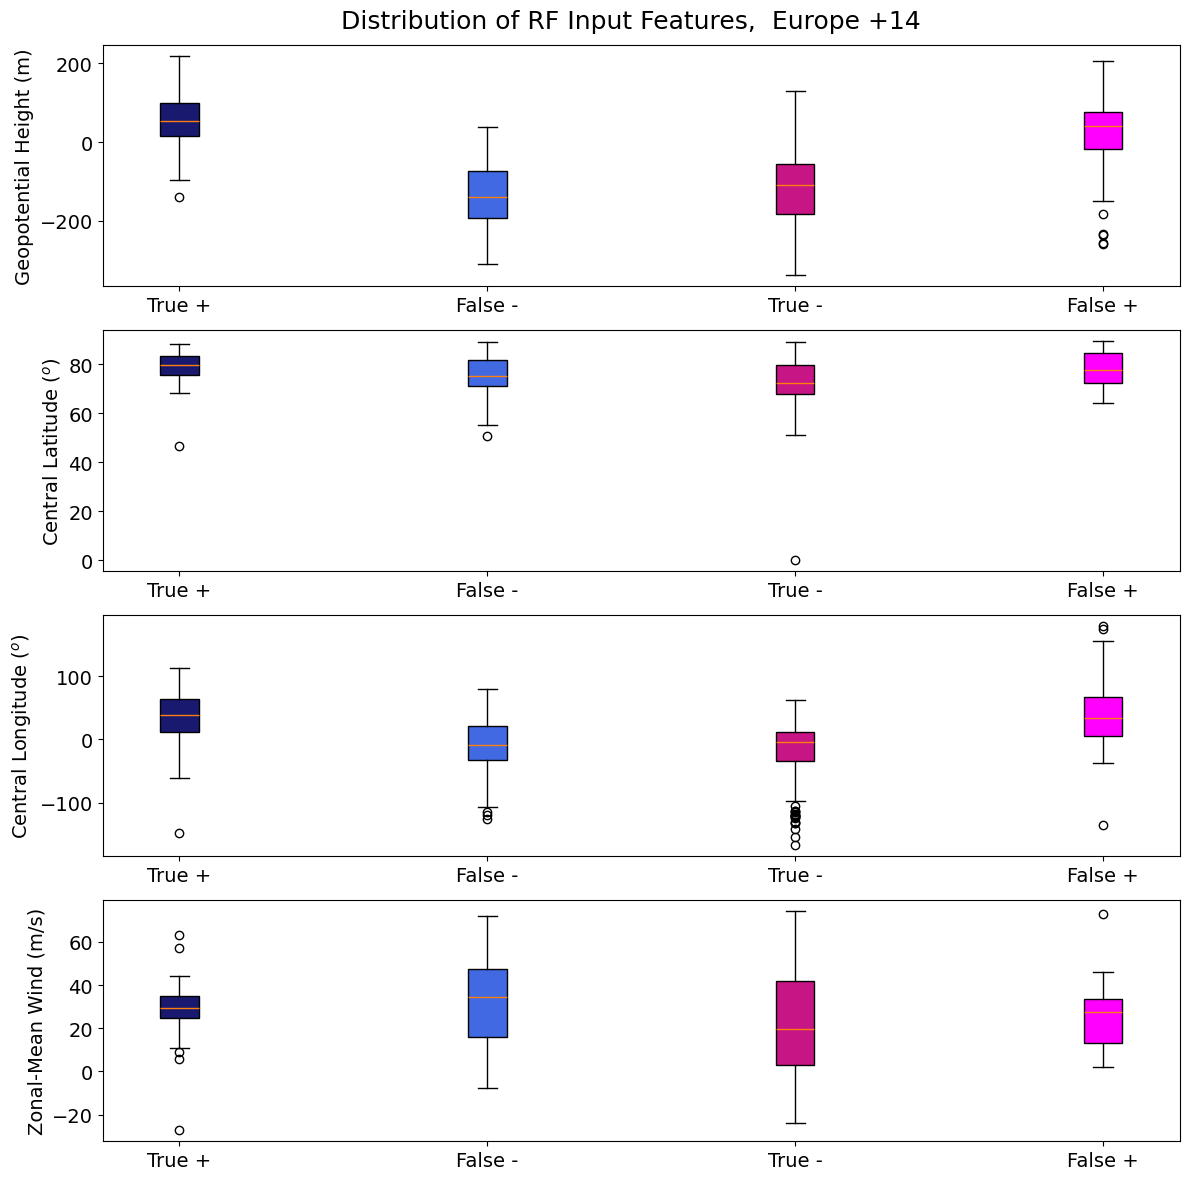 Distribution of RF Input Features,  Europe +14
Geopotential Height (m)
200
0
−200
True +
False -
True -
False +
Central Latitude (ᵒ)
80
60
40
20
0
True +
False -
True -
False +
Central Longitude (ᵒ)
100
0
−100
True +
False -
True -
False +
Zonal-Mean Wind (m/s)
60
40
20
0
−20
True +
False -
True -
False +